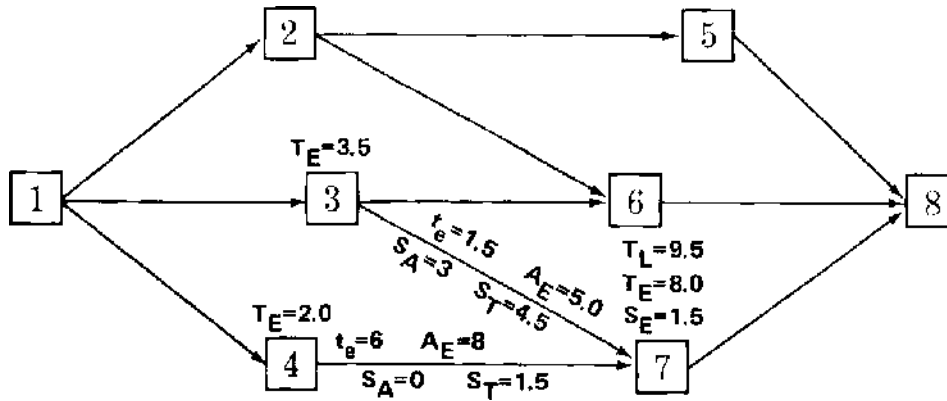 2
5
T_E=3.5
1
3
6
8
t_e=1.5
A_E=5.0
S_A=3
S_T=4.5
T_L=9.5
T_E=8.0
S_E=1.5
T_E=2.0
4
t_e=6
A_E=8
7
S_A=0
S_T=1.5